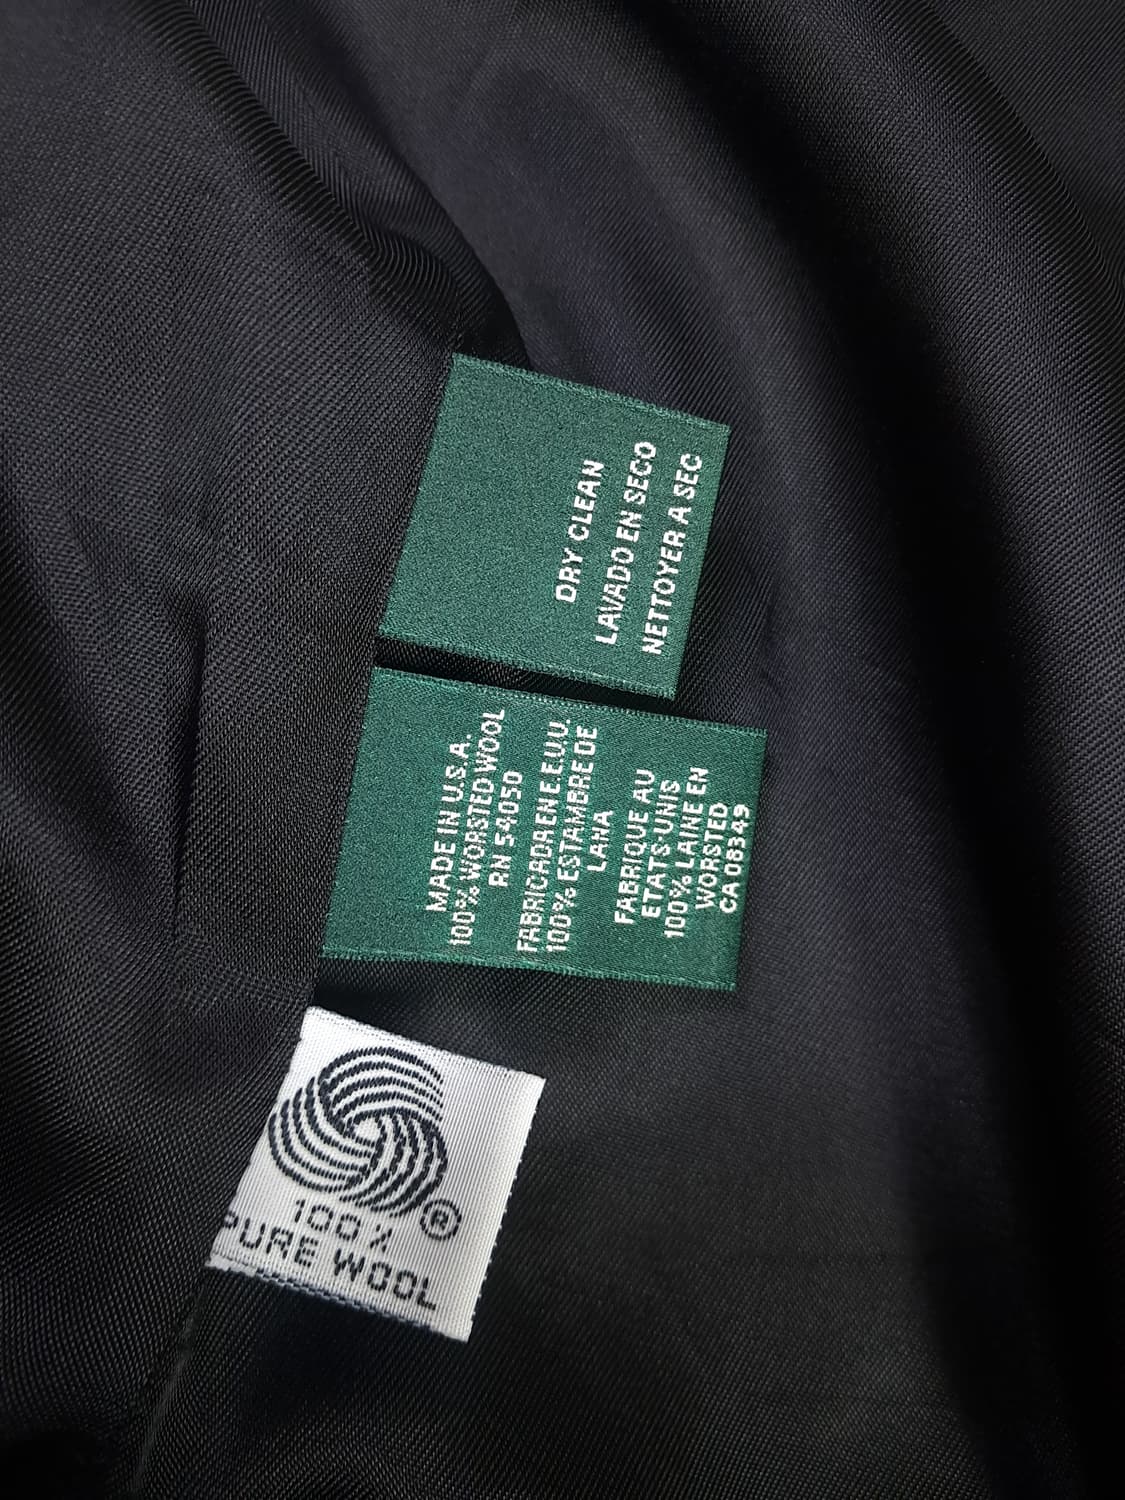 DRY CLEAN
LAVADO EN SECO
NETTOYER A SEC
MADE IN U.S.A.
100% WORSTED WOOL
RN 54050
FABRICADA EN E.E.U.U.
100% ESTAMBRE DE
LANA
FABRIQUE AU
ETATS-UNIS
100% LAINE EN
WORSTED
CA 08349
®
100%
PURE WOOL